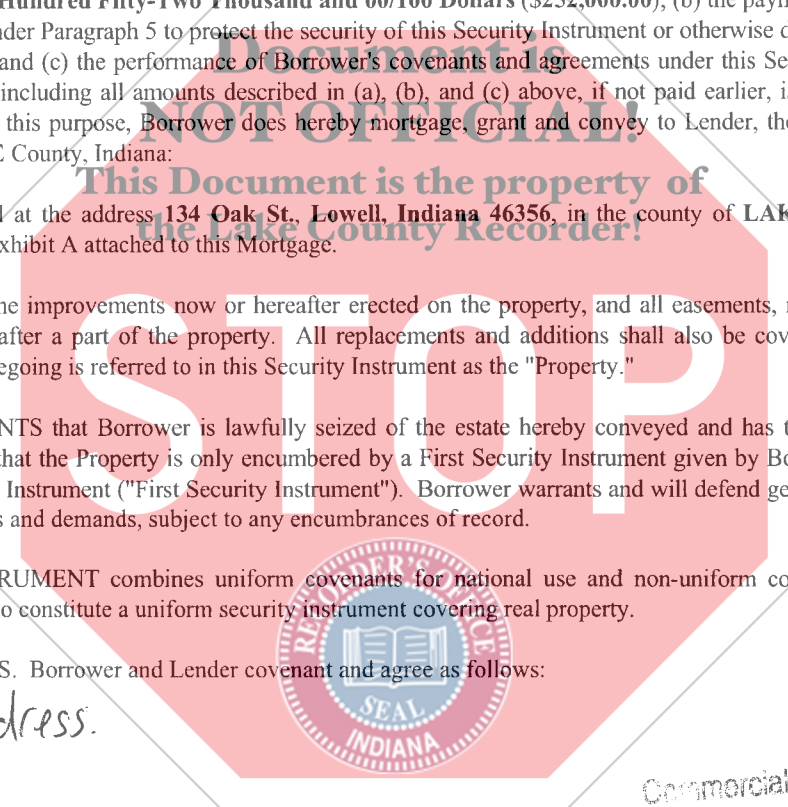 Hundred Fifty-Two Thousand and 00/100 Dollars ($252,000.00), (b) the payn
nder Paragraph 5 to protect the security of this Security Instrument or otherwise d
and (c) the performance of Borrower's covenants and agreements under this Se
including all amounts described in (a), (b), and (c) above, if not paid earlier, i
this purpose, Borrower does hereby mortgage, grant and convey to Lender, the
E County, Indiana:
Document is
NOT OFFICIAL!
This Document is the property of
the Lake County Recorder!
l at the address 134 Oak St., Lowell, Indiana 46356, in the county of LAK
xhibit A attached to this Mortgage.
he improvements now or hereafter erected on the property, and all easements,
after a part of the property. All replacements and additions shall also be cov
egoing is referred to in this Security Instrument as the "Property."
STOP
NTS that Borrower is lawfully seized of the estate hereby conveyed and has t
that the Property is only encumbered by a First Security Instrument given by Bo
Instrument ("First Security Instrument"). Borrower warrants and will defend ge
s and demands, subject to any encumbrances of record.
RUMENT combines uniform covenants for national use and non-uniform co
o constitute a uniform security instrument covering real property.
S. Borrower and Lender covenant and agree as follows:
RECORDER'S OFFICE
SEAL
INDIANA
dress.
Commercial